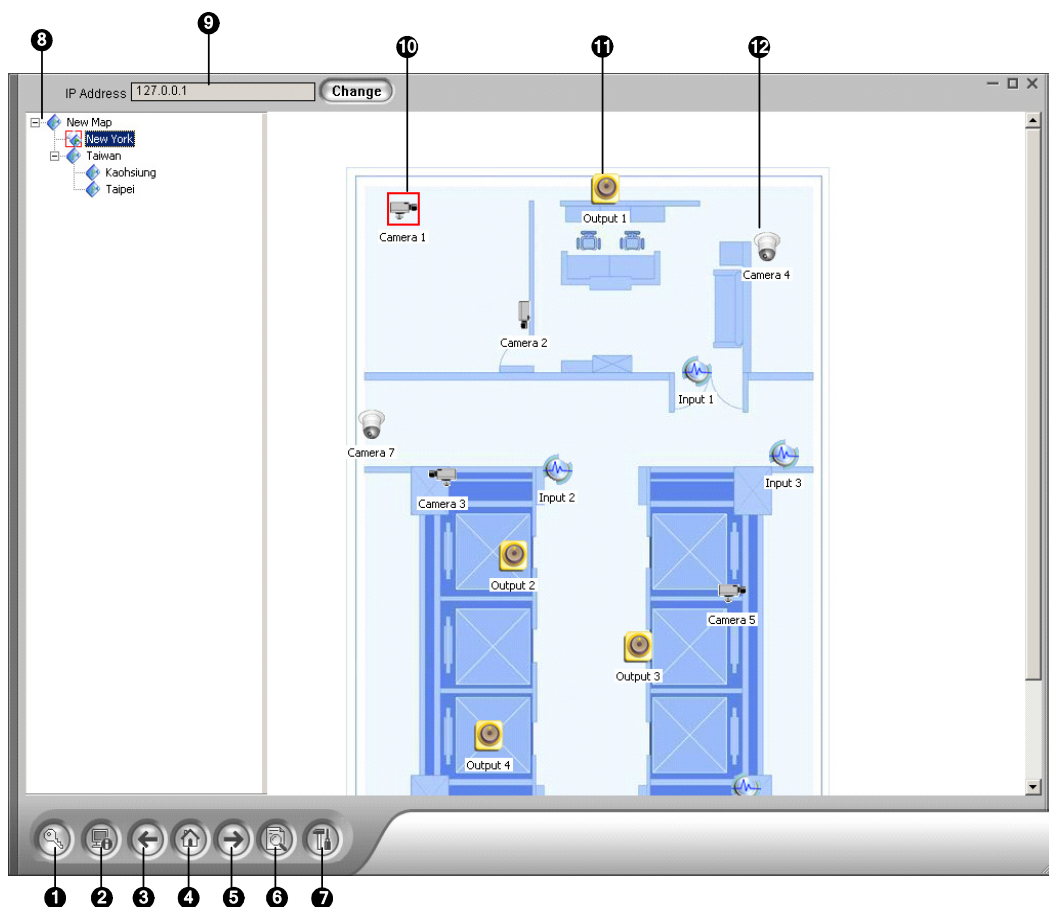 8
9
10
11
12
IP Address 127.0.0.1 Change
New Map
New York
Taiwan
Kaohsiung
Taipei
Camera 1
Output 1
Camera 4
Camera 2
Input 1
Camera 7
Camera 3
Input 2
Input 3
Output 2
Camera 5
Output 3
Output 4
1
2
3
4
5
6
7